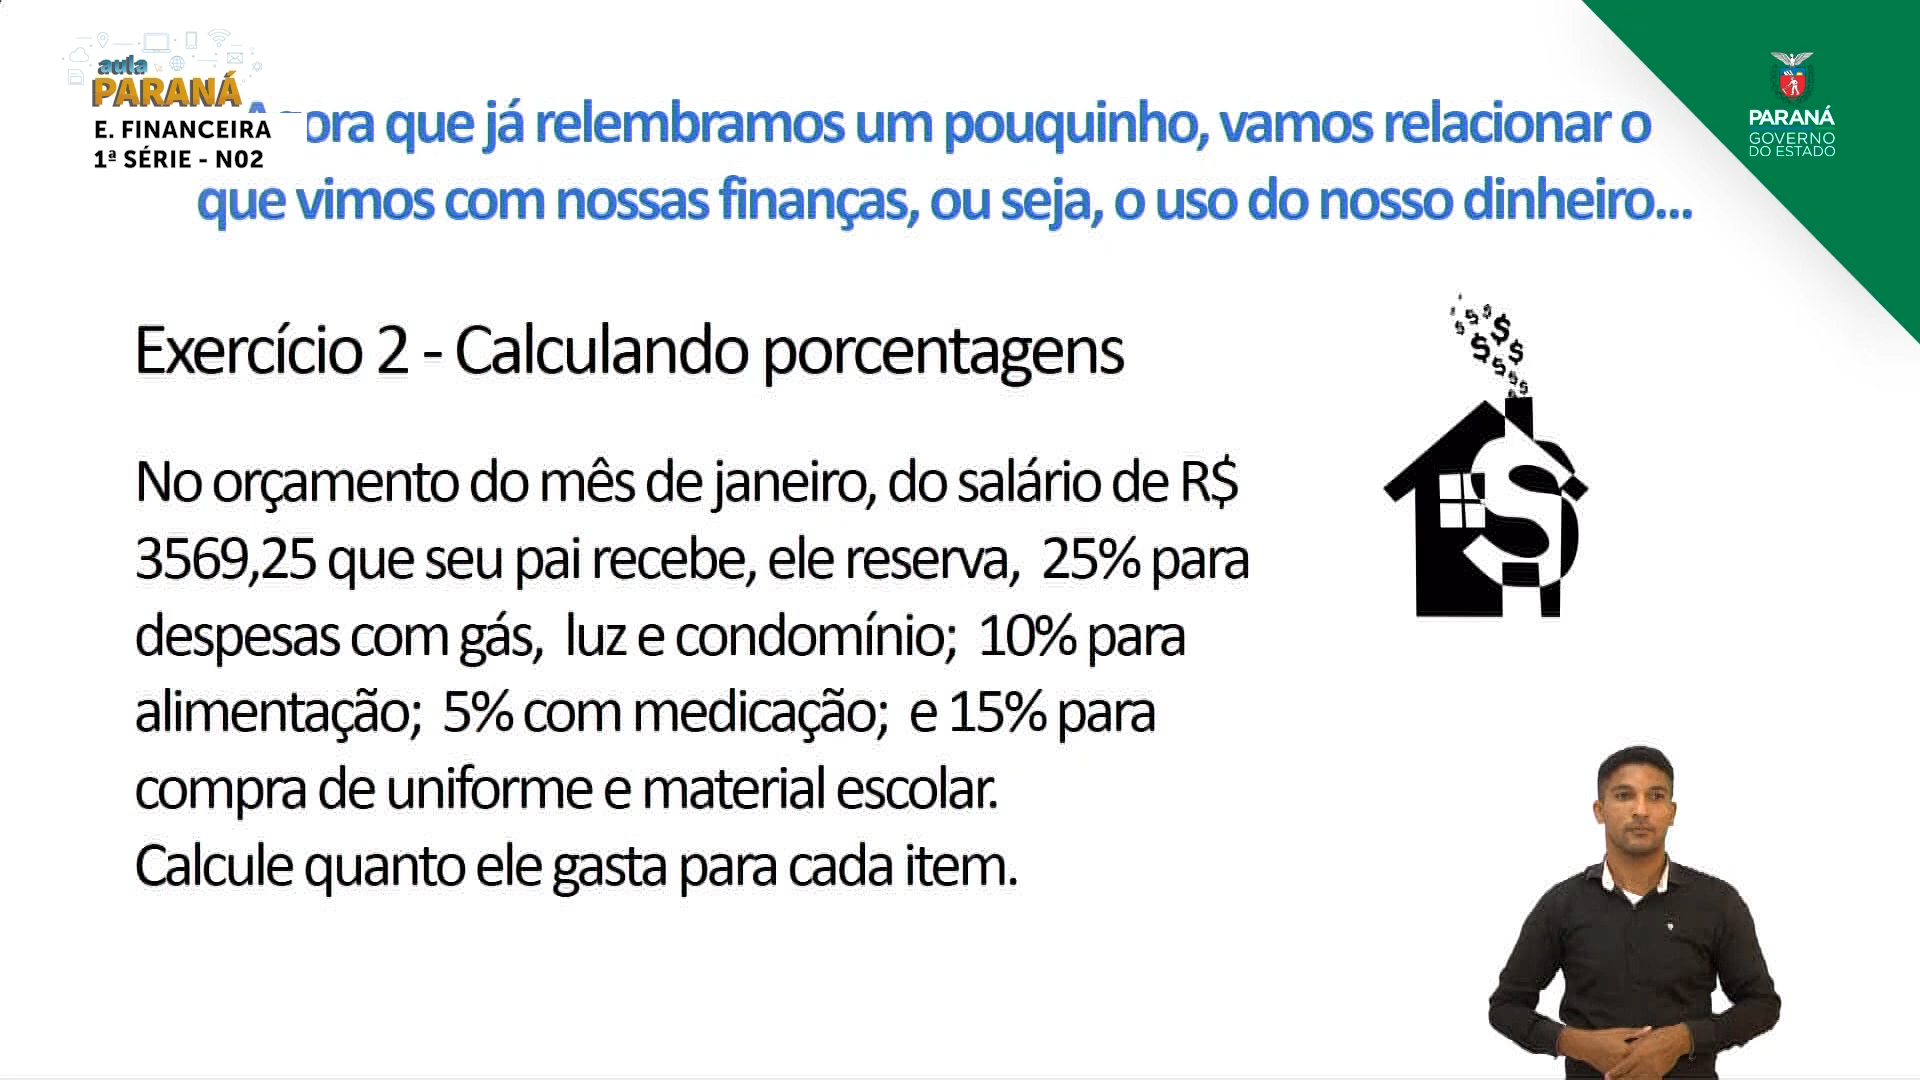 aula
PARANÁ
E. FINANCEIRA
1ª SÉRIE - N02
PARANÁ
GOVERNO
DO ESTADO
que já relembramos um pouquinho, vamos relacionar o
que vimos com nossas finanças, ou seja, o uso do nosso dinheiro...
Exercício 2 - Calculando porcentagens
No orçamento do mês de janeiro, do salário de R$
3569,25 que seu pai recebe, ele reserva, 25% para
despesas com gás, luz e condomínio; 10% para
alimentação; 5% com medicação; e 15% para
compra de uniforme e material escolar.
Calcule quanto ele gasta para cada item.